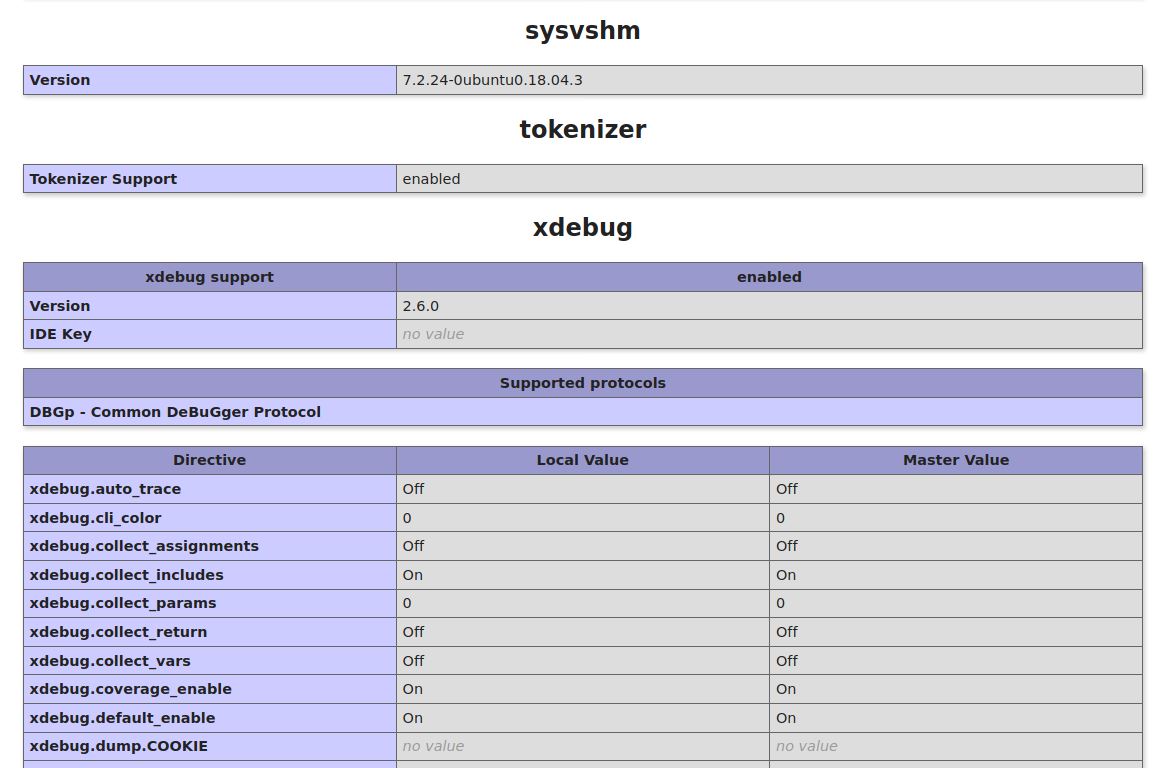 sysvshm
Version 7.2.24-0ubuntu0.18.04.3
tokenizer
Tokenizer Support enabled
xdebug
xdebug support enabled
Version 2.6.0
IDE Key no value
Supported protocols
DBGp - Common DeBuGger Protocol
Directive Local Value Master Value
xdebug.auto_trace Off Off
xdebug.cli_color 0 0
xdebug.collect_assignments Off Off
xdebug.collect_includes On On
xdebug.collect_params 0 0
xdebug.collect_return Off Off
xdebug.collect_vars Off Off
xdebug.coverage_enable On On
xdebug.default_enable On On
xdebug.dump.COOKIE no value no value